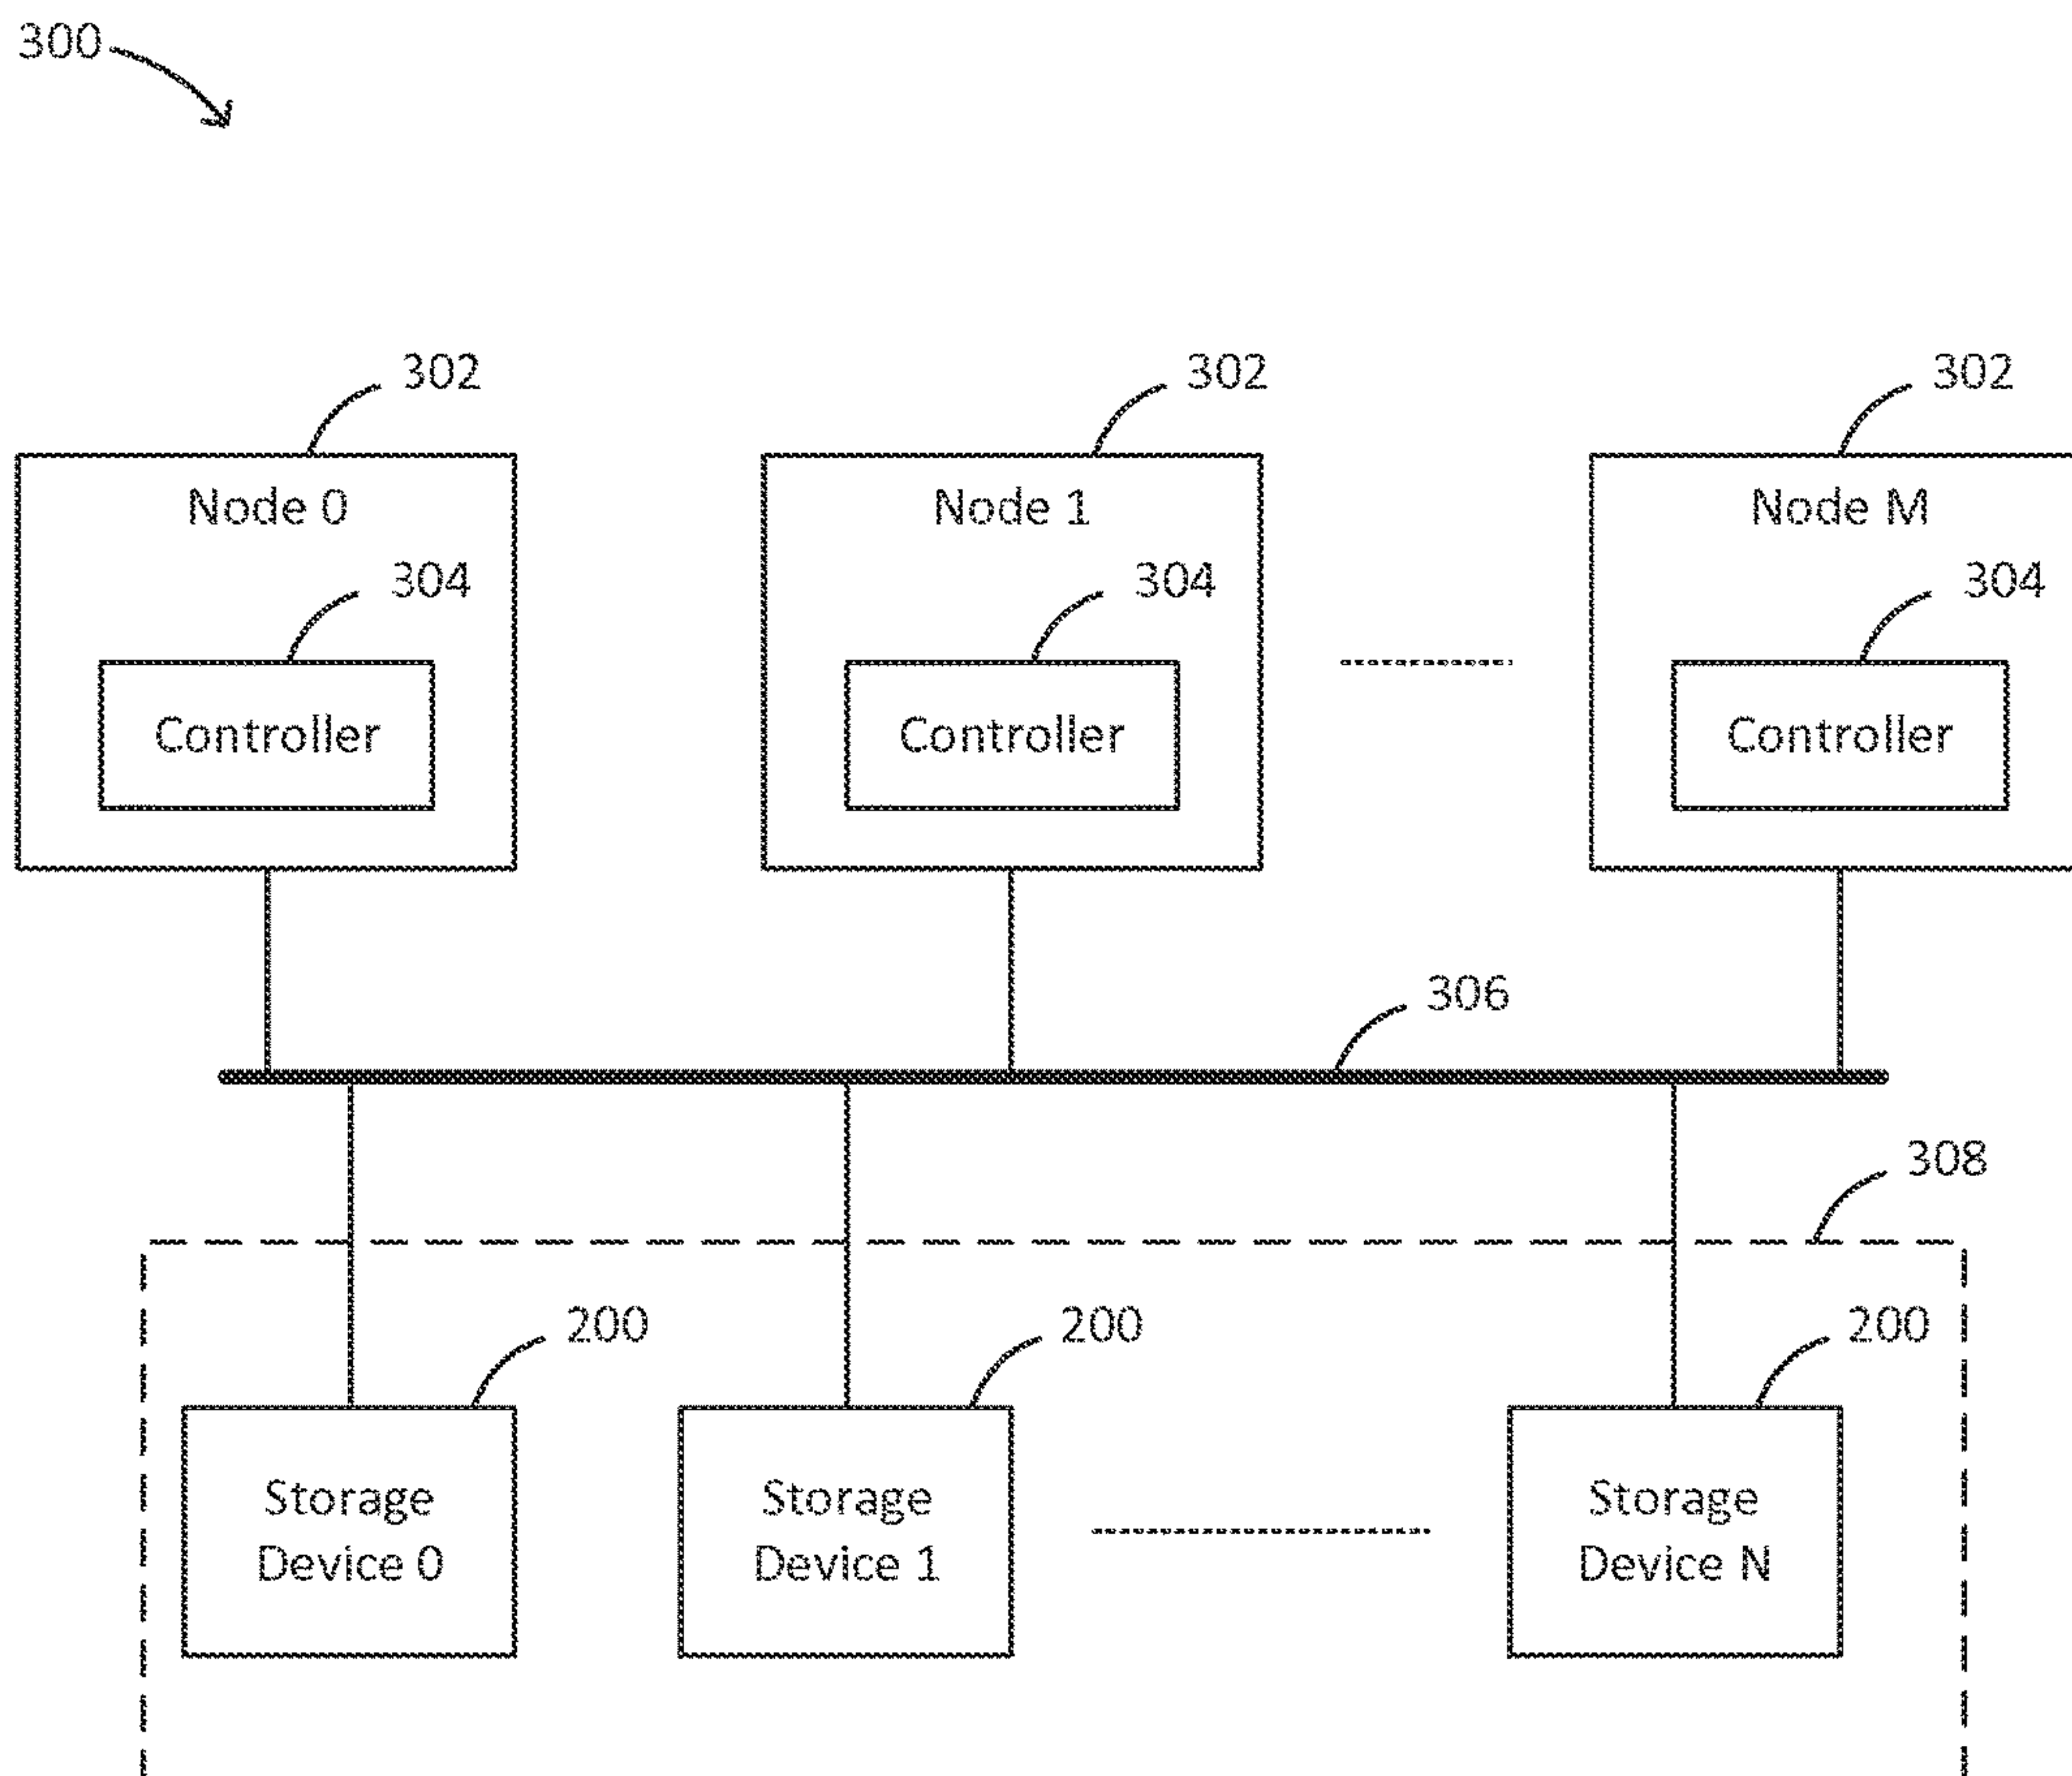 300
302
302
302
Node 0
Node 1
Node M
304
304
304
Controller
Controller
Controller
306
308
200
200
200
Storage
Device 0
Storage
Device 1
Storage
Device N